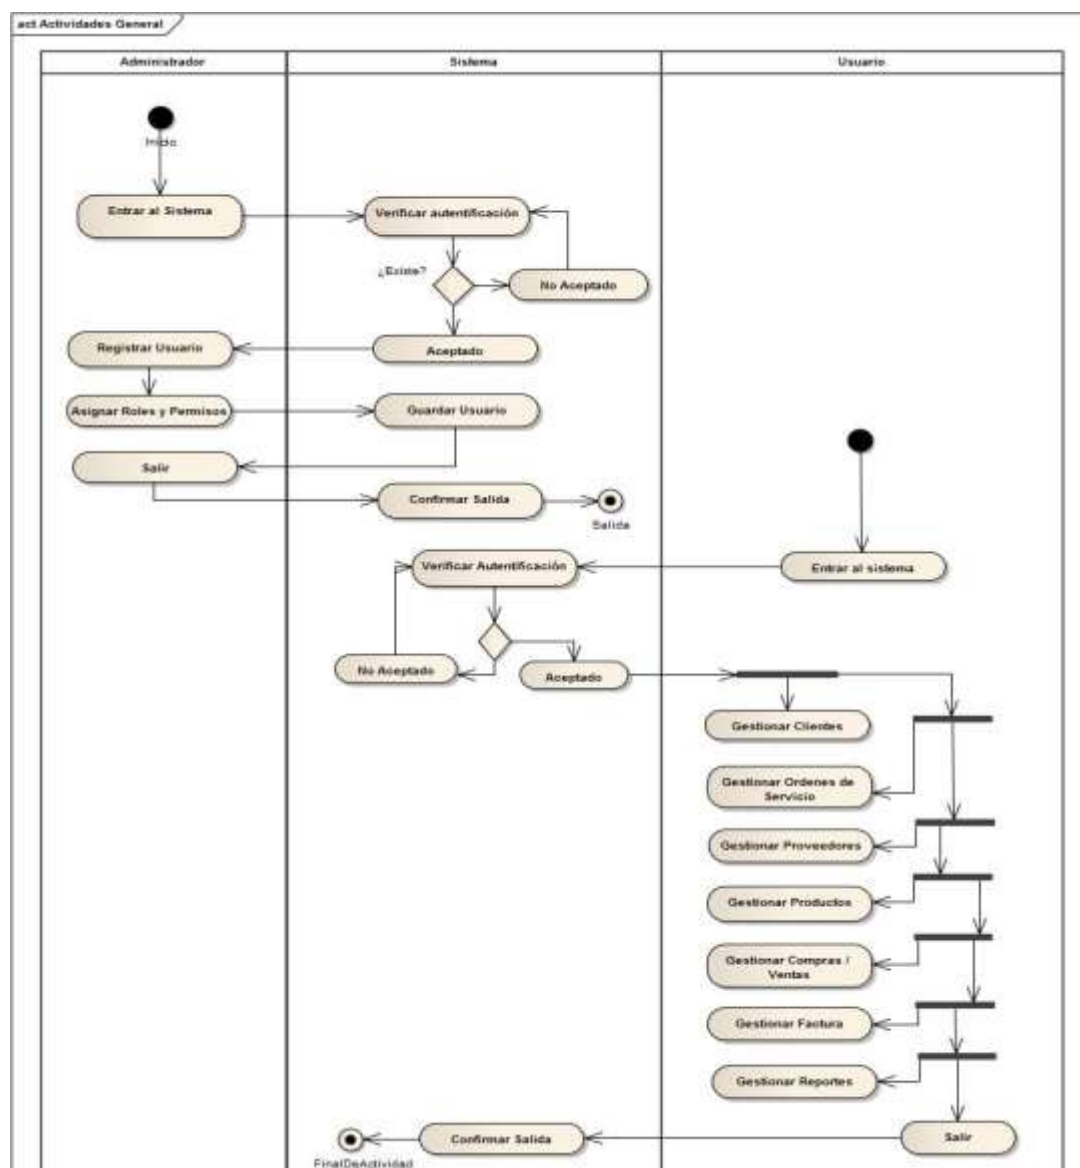 act Actividades General
Administrador
Sistema
Usuario
Inicio
Entrar al Sistema
Verificar autentificación
¿Existe?
No Aceptado
Registrar Usuario
Aceptado
Asignar Roles y Permisos
Guardar Usuario
Salir
Confirmar Salida
Salida
Verificar Autentificación
Entrar al sistema
No Aceptado
Aceptado
Gestionar Clientes
Gestionar Ordenes de
Servicio
Gestionar Proveedores
Gestionar Productos
Gestionar Compras /
Ventas
Gestionar Factura
Gestionar Reportes
Confirmar Salida
Salir
FinalDeActividad